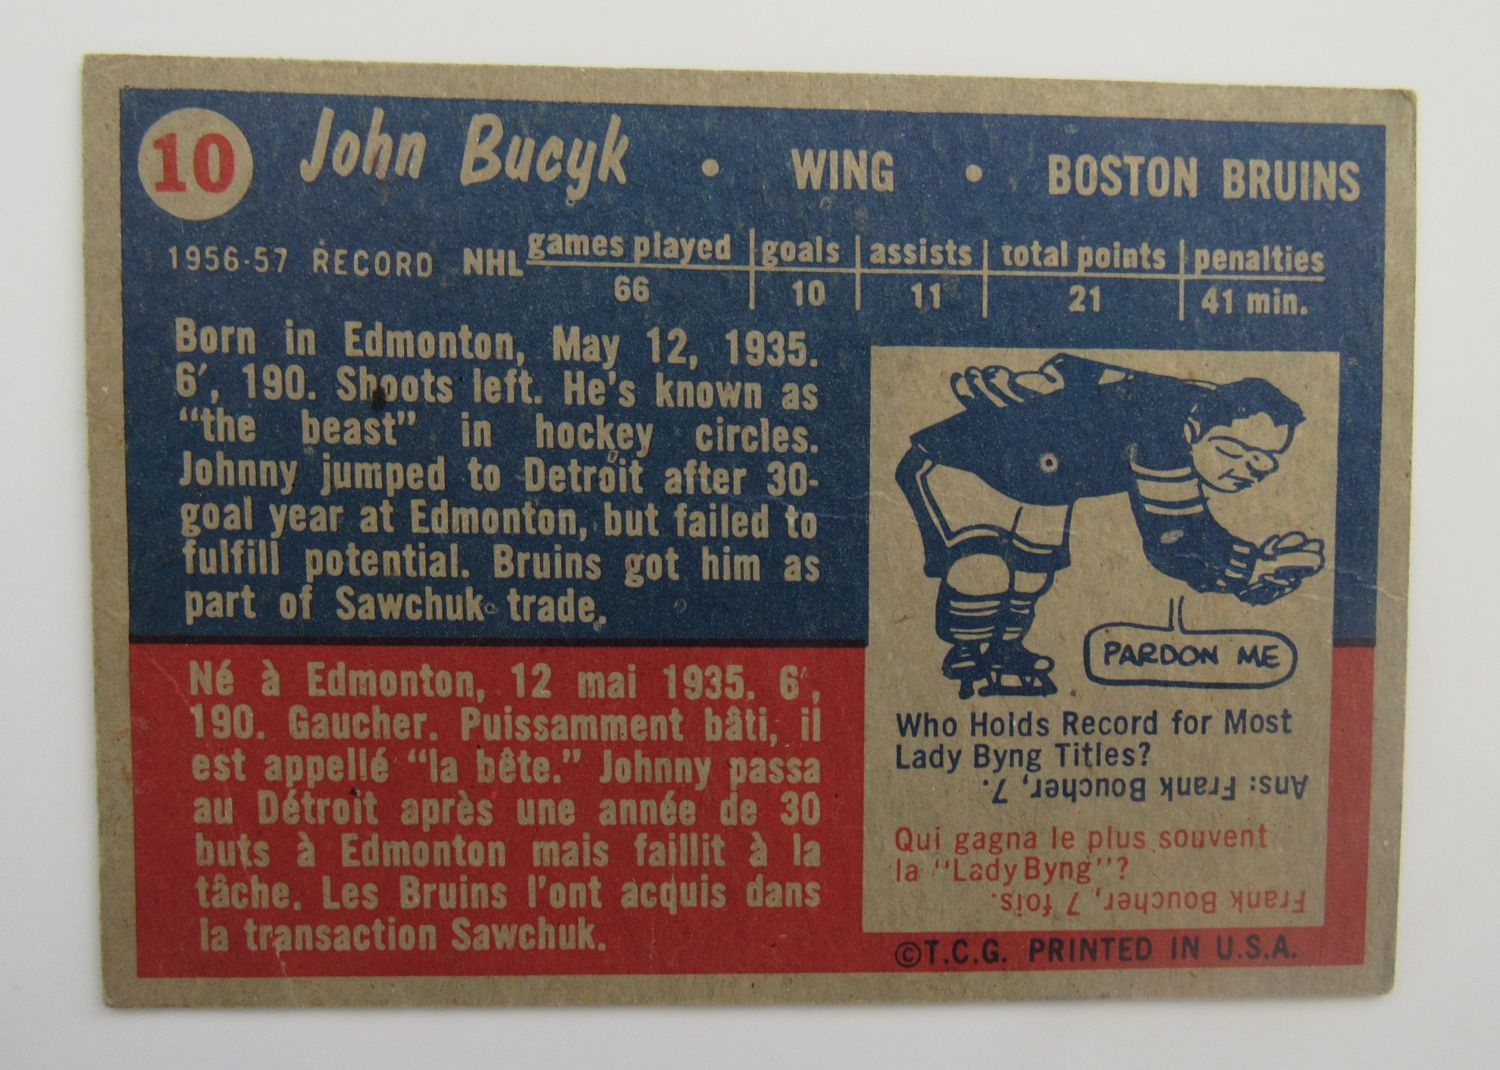 10 John Bucyk • WING • BOSTON BRUINS
1956-57 RECORD NHL games played goals assists total points penalties
66 10 11 21 41 min.
Born in Edmonton, May 12, 1935.
6′, 190. Shoots left. He's known as
"the beast" in hockey circles.
Johnny jumped to Detroit after 30-
goal year at Edmonton, but failed to
fulfill potential. Bruins got him as
part of Sawchuk trade.
Né à Edmonton, 12 mai 1935. 6′,
190. Gaucher. Puissamment bâti, il
est appellé "la bête." Johnny passa
au Détroit après une année de 30
buts à Edmonton mais faillit à la
tâche. Les Bruins l'ont acquis dans
la transaction Sawchuk.
PARDON ME
Who Holds Record for Most
Lady Byng Titles?
Ans: Frank Boucher, 7.
Qui gagna le plus souvent
la "Lady Byng"?
Frank Boucher, 7 fois.
©T.C.G. PRINTED IN U.S.A.